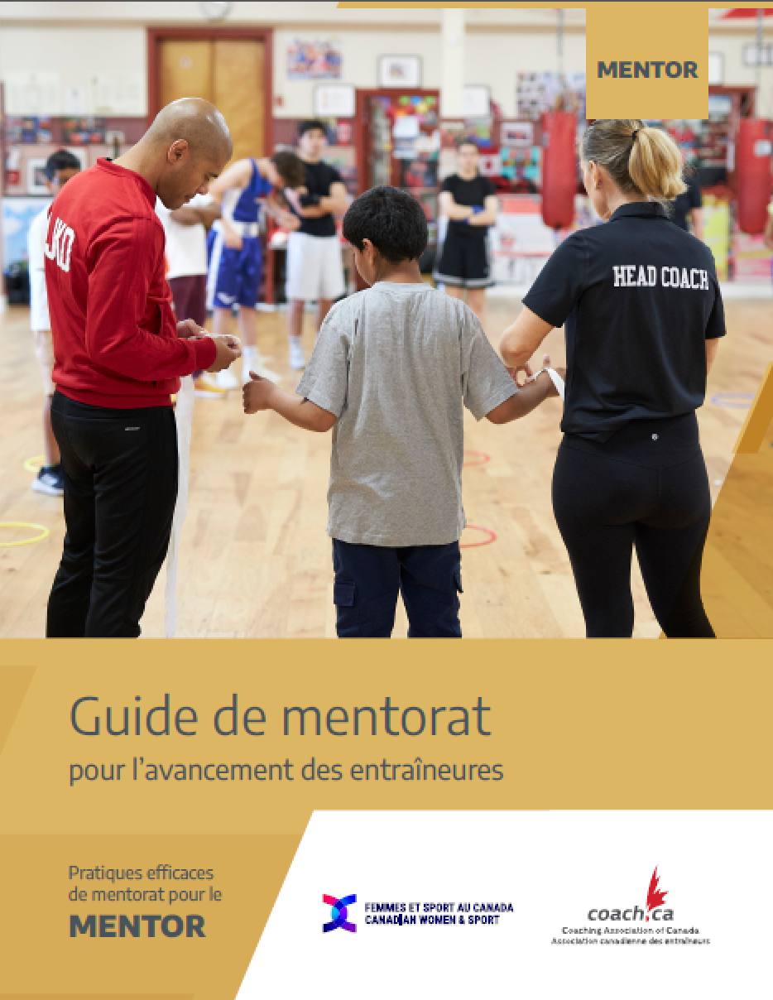 MENTOR
JKD
HEAD COACH
Guide de mentorat
pour l’avancement des entraîneures
Pratiques efficaces
de mentorat pour le
MENTOR
FEMMES ET SPORT AU CANADA
CANADIAN WOMEN & SPORT
coach.ca
Coaching Association of Canada
Association canadienne des entraîneurs